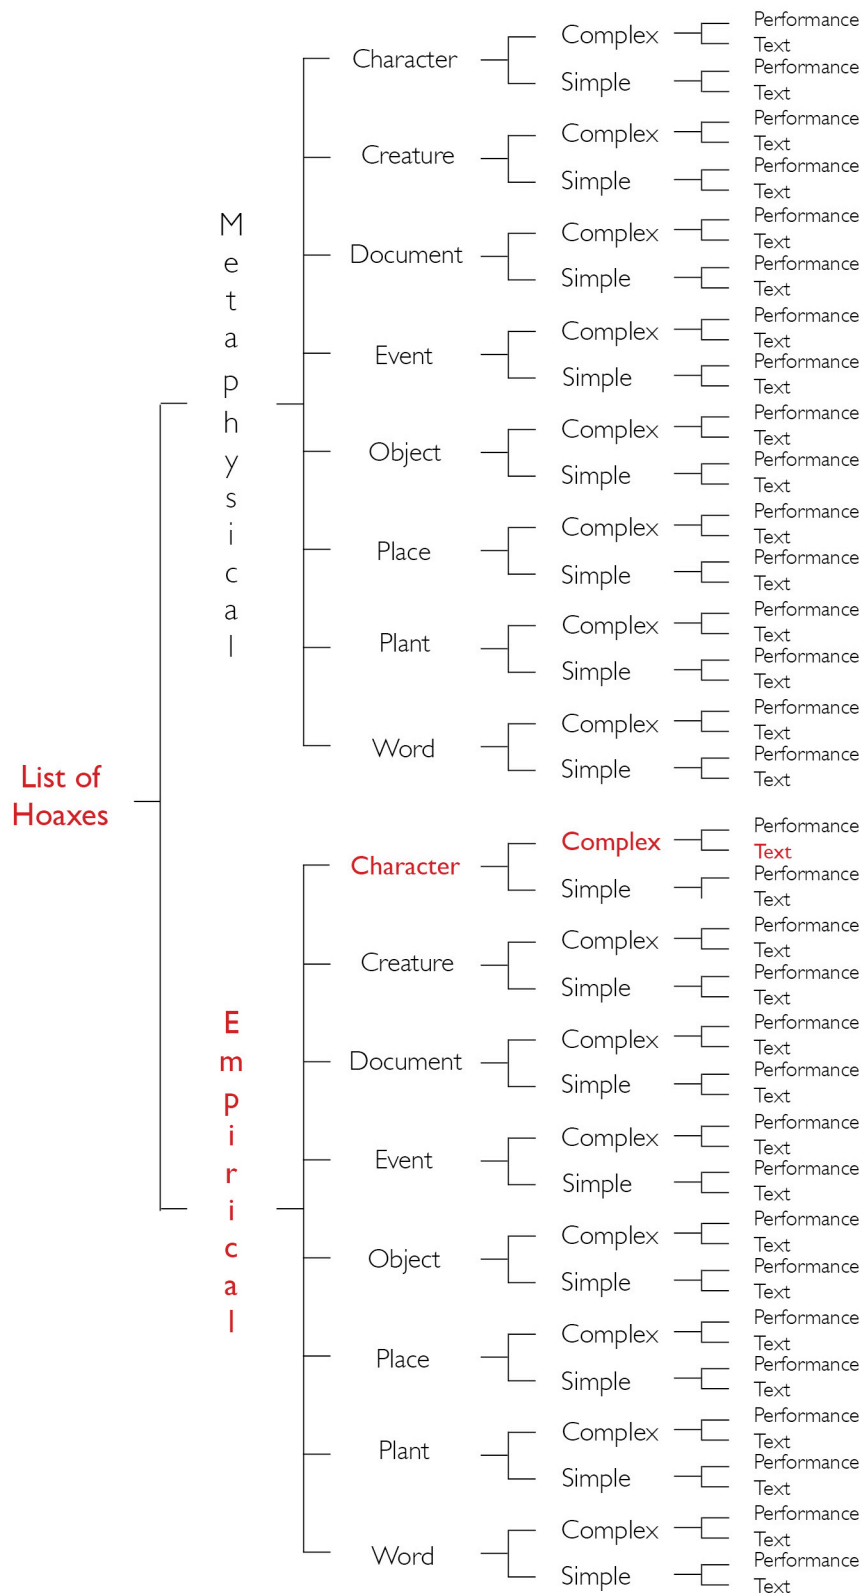 List of
Hoaxes
Metaphysical
Character
Complex
Performance
Text
Simple
Performance
Text
Creature
Complex
Performance
Text
Simple
Performance
Text
Document
Complex
Performance
Text
Simple
Performance
Text
Event
Complex
Performance
Text
Simple
Performance
Text
Object
Complex
Performance
Text
Simple
Performance
Text
Place
Complex
Performance
Text
Simple
Performance
Text
Plant
Complex
Performance
Text
Simple
Performance
Text
Word
Complex
Performance
Text
Simple
Performance
Text
Empirical
Character
Complex
Performance
Text
Simple
Performance
Text
Creature
Complex
Performance
Text
Simple
Performance
Text
Document
Complex
Performance
Text
Simple
Performance
Text
Event
Complex
Performance
Text
Simple
Performance
Text
Object
Complex
Performance
Text
Simple
Performance
Text
Place
Complex
Performance
Text
Simple
Performance
Text
Plant
Complex
Performance
Text
Simple
Performance
Text
Word
Complex
Performance
Text
Simple
Performance
Text